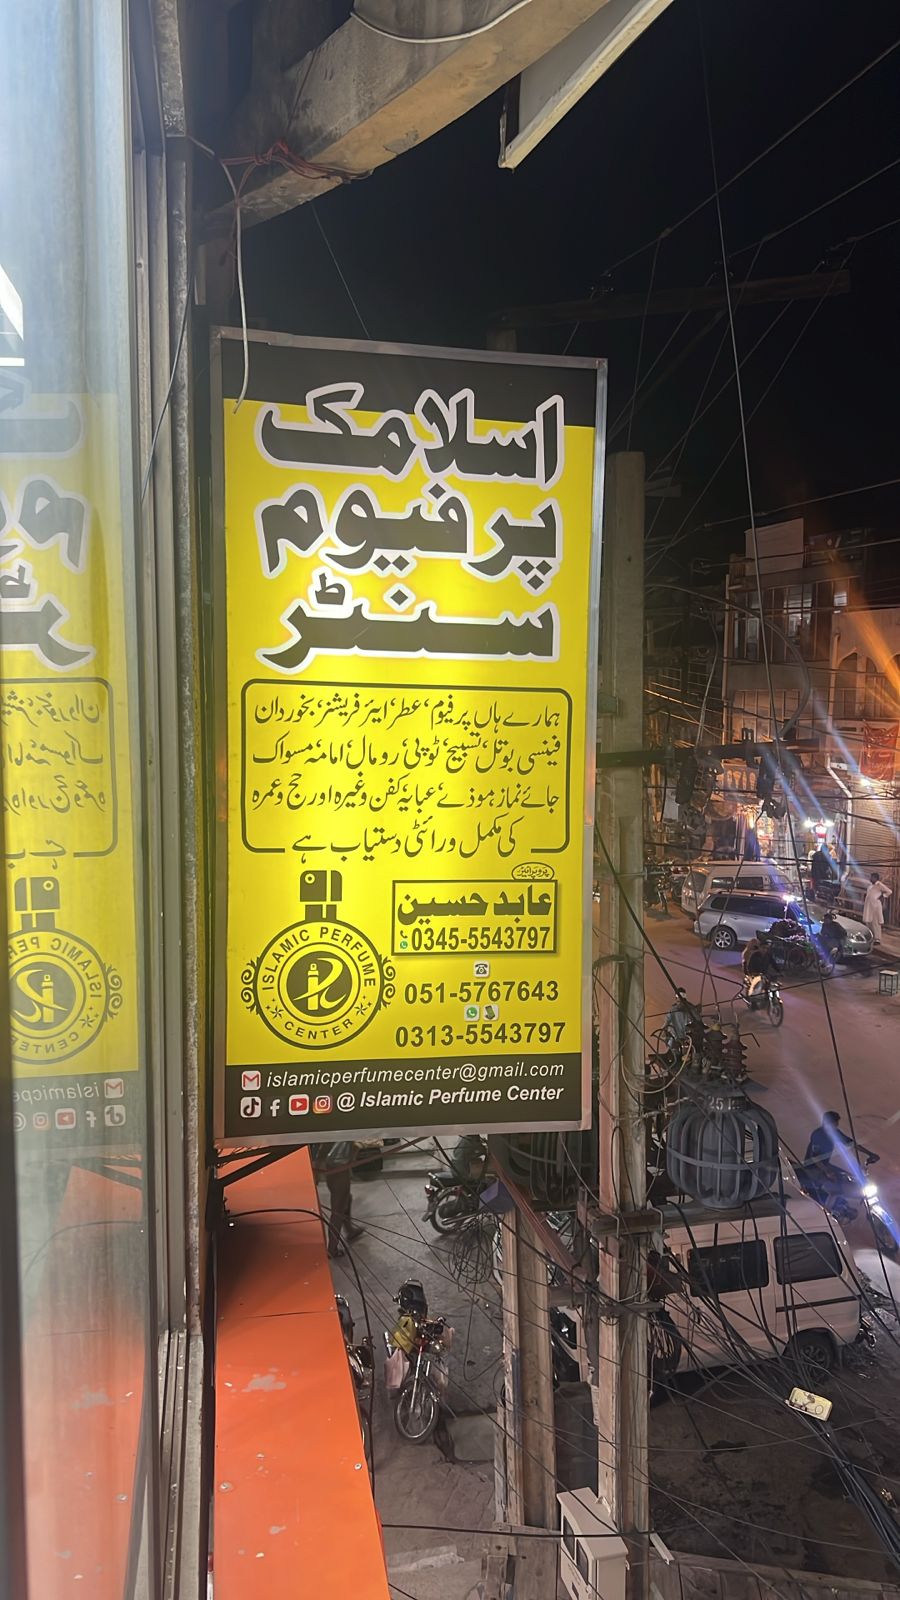 اسلامک
پرفیوم
سنٹر
ہمارے ہاں پرفیوم، عطر، ایئر فریشنر، بخوردان
فینسی بوتل، تسبیح، ٹوپی، رومال، امامہ، مسواک
جائے نماز، موذے، عبایہ، کفن وغیرہ اور حج و عمرہ
کی مکمل ورائٹی دستیاب ہے
پروپرائیٹر
عابد حسین
0345-5543797
051-5767643
0313-5543797
ISLAMIC PERFUME
CENTER
islamicperfumecenter@gmail.com
@ Islamic Perfume Center